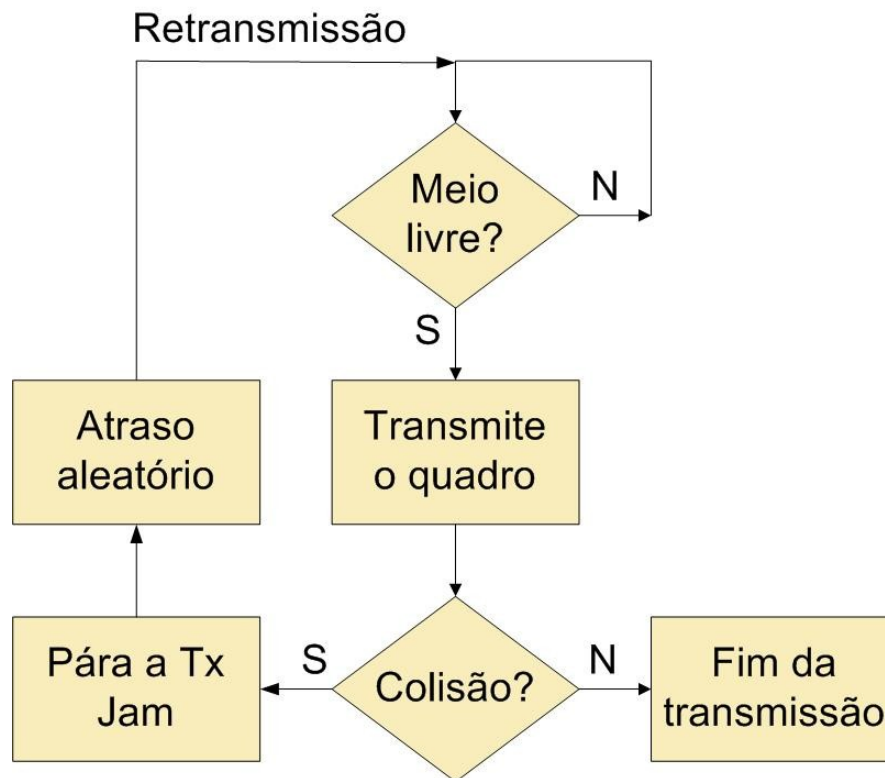 Retransmissão
Meio
livre?
N
S
Atraso
aleatório
Transmite
o quadro
Pára a Tx
Jam
S
Colisão?
N
Fim da
transmissão